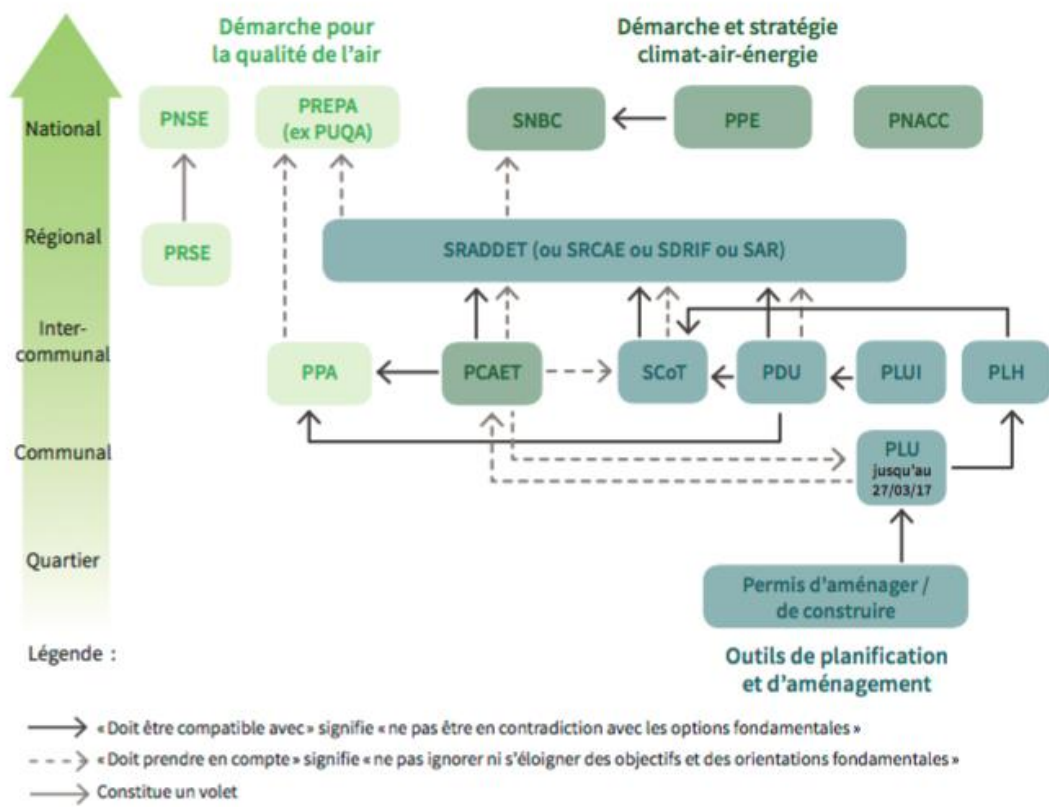 Démarche pour
la qualité de l'air
Démarche et stratégie
climat-air-énergie
National
PNSE
PREPA
(ex PUQA)
SNBC
PPE
PNACC
Régional
PRSE
SRADDET (ou SRCAE ou SDRIF ou SAR)
Inter-
communal
PPA
PCAET
SCoT
PDU
PLUI
PLH
Communal
PLU
jusqu'au
27/03/17
Quartier
Permis d'aménager /
de construire
Légende :
Outils de planification
et d'aménagement
« Doit être compatible avec » signifie « ne pas être en contradiction avec les options fondamentales »
« Doit prendre en compte » signifie « ne pas ignorer ni s'éloigner des objectifs et des orientations fondamentales »
Constitue un volet